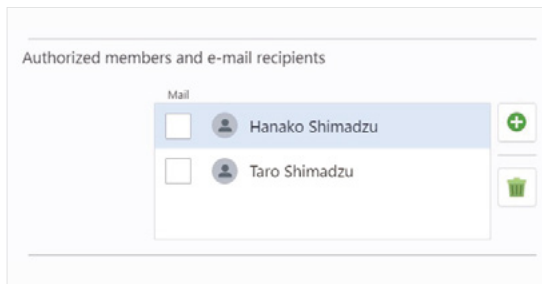 Authorized members and e-mail recipients
Mail
Hanako Shimadzu
Taro Shimadzu